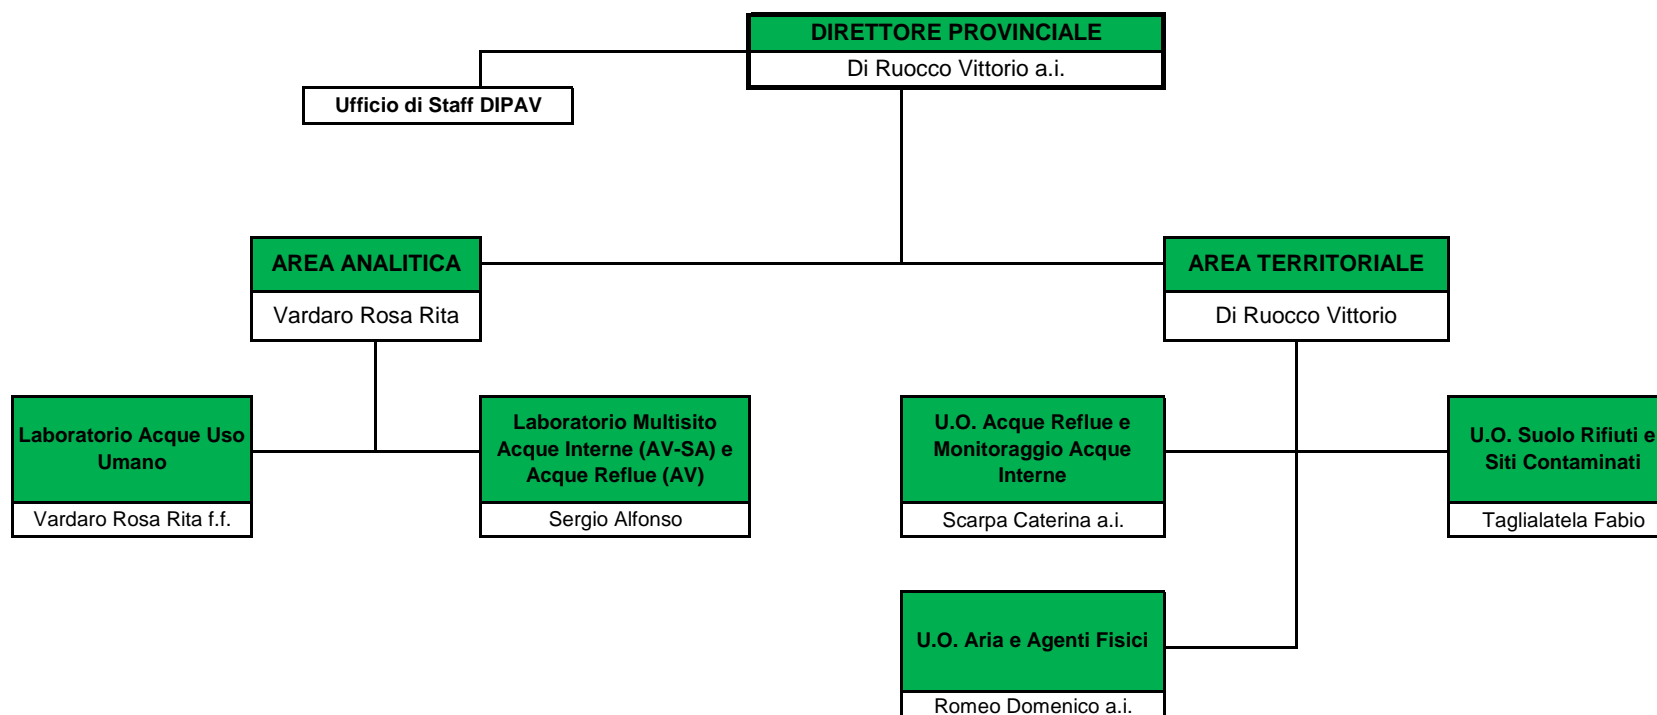 DIRETTORE PROVINCIALE
Di Ruocco Vittorio a.i.
Ufficio di Staff DIPAV
AREA ANALITICA
Vardaro Rosa Rita
AREA TERRITORIALE
Di Ruocco Vittorio
Laboratorio Acque Uso
Umano
Vardaro Rosa Rita f.f.
Laboratorio Multisito
Acque Interne (AV-SA) e
Acque Reflue (AV)
Sergio Alfonso
U.O. Acque Reflue e
Monitoraggio Acque
Interne
Scarpa Caterina a.i.
U.O. Suolo Rifiuti e
Siti Contaminati
Taglialatela Fabio
U.O. Aria e Agenti Fisici
Romeo Domenico a.i.